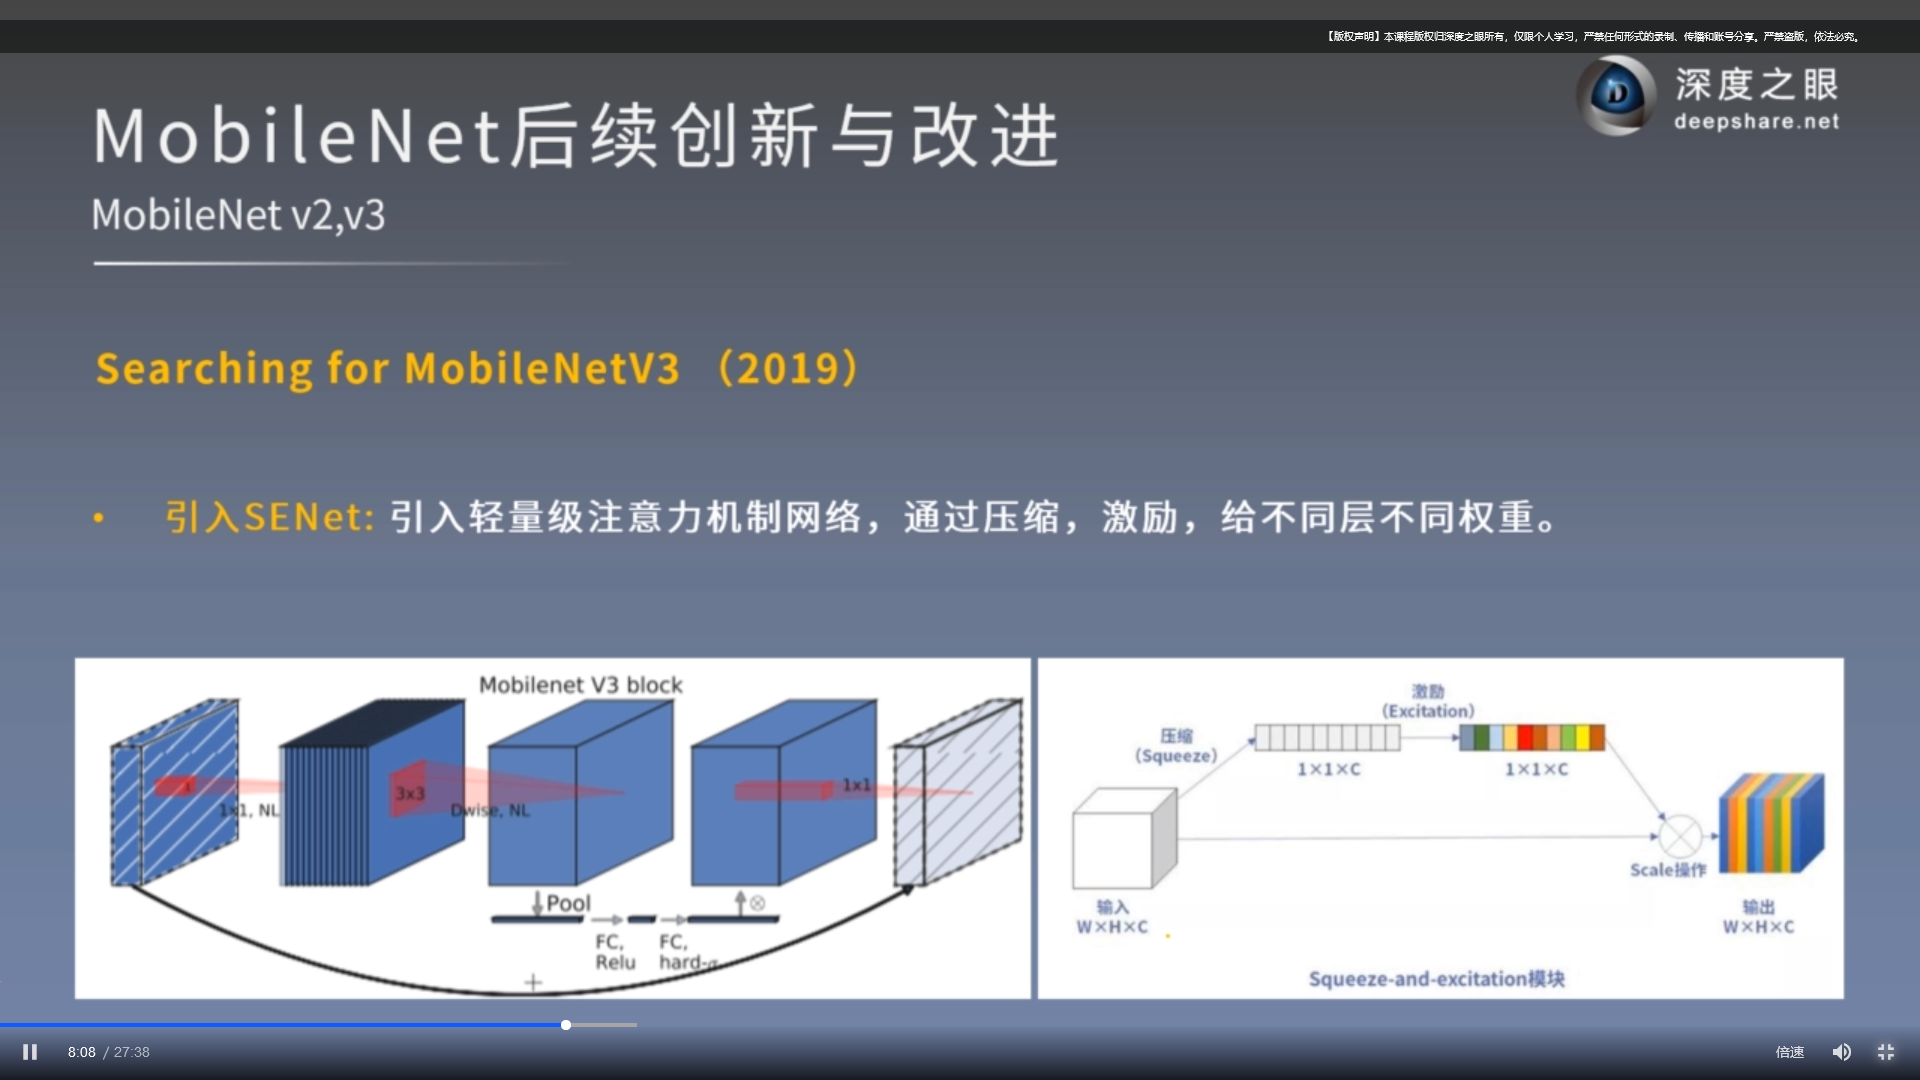 【版权声明】本课程版权归深度之眼所有，仅限个人学习，严禁任何形式的录制、传播和账号分享。严禁盗版，依法必究。
深度之眼
deepshare.net
MobileNet后续创新与改进
MobileNet v2,v3
Searching for MobileNetV3 （2019）
• 引入SENet: 引入轻量级注意力机制网络，通过压缩，激励，给不同层不同权重。
Mobilenet V3 block
1x1, NL
3x3
Dwise, NL
1x1
Pool
FC,
Relu
FC,
hard-σ
+
激励
（Excitation）
压缩
（Squeeze）
1×1×C
1×1×C
Scale操作
输入
W×H×C
输出
W×H×C
Squeeze-and-excitation模块
8:08 / 27:38
倍速